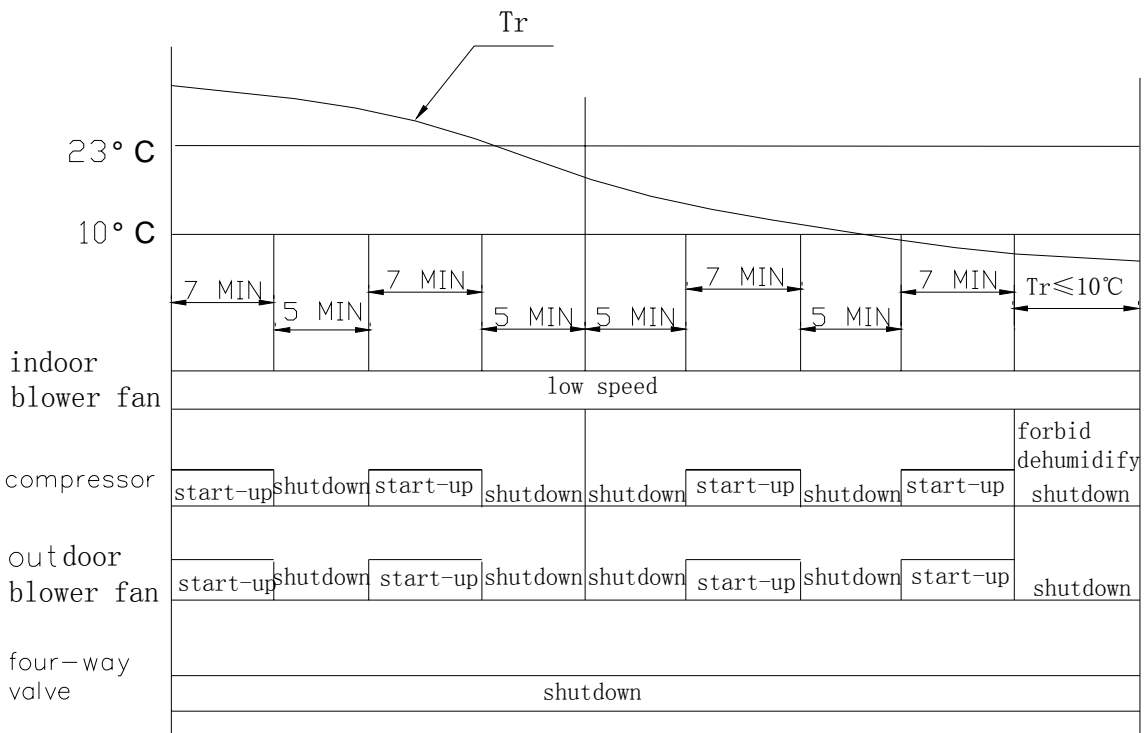 Tr
23°C
10°C
7 MIN
5 MIN
7 MIN
5 MIN
5 MIN
7 MIN
5 MIN
7 MIN
Tr≤10℃
indoor
blower fan
low speed
compressor
start-up
shutdown
start-up
shutdown
shutdown
start-up
shutdown
start-up
forbid
dehumidify
shutdown
outdoor
blower fan
start-up
shutdown
start-up
shutdown
shutdown
start-up
shutdown
start-up
shutdown
four-way
valve
shutdown